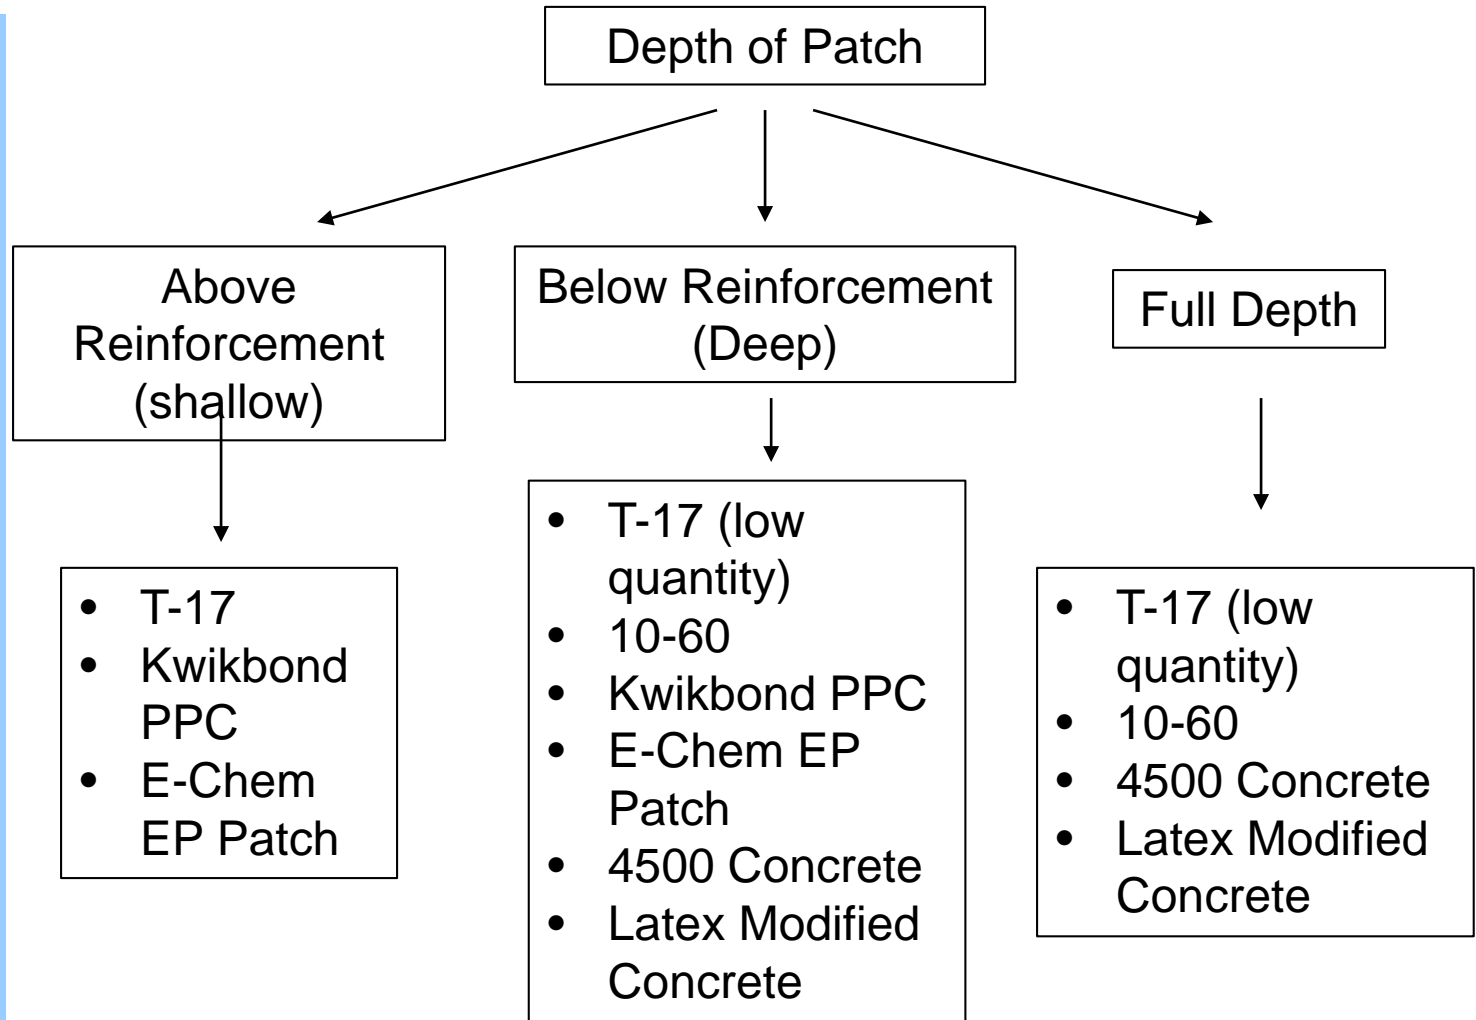 Depth of Patch
Above
Reinforcement
(shallow)
Below Reinforcement
(Deep)
Full Depth
• T-17
• Kwikbond
PPC
• E-Chem
EP Patch
• T-17 (low
quantity)
• 10-60
• Kwikbond PPC
• E-Chem EP
Patch
• 4500 Concrete
• Latex Modified
Concrete
• T-17 (low
quantity)
• 10-60
• 4500 Concrete
• Latex Modified
Concrete